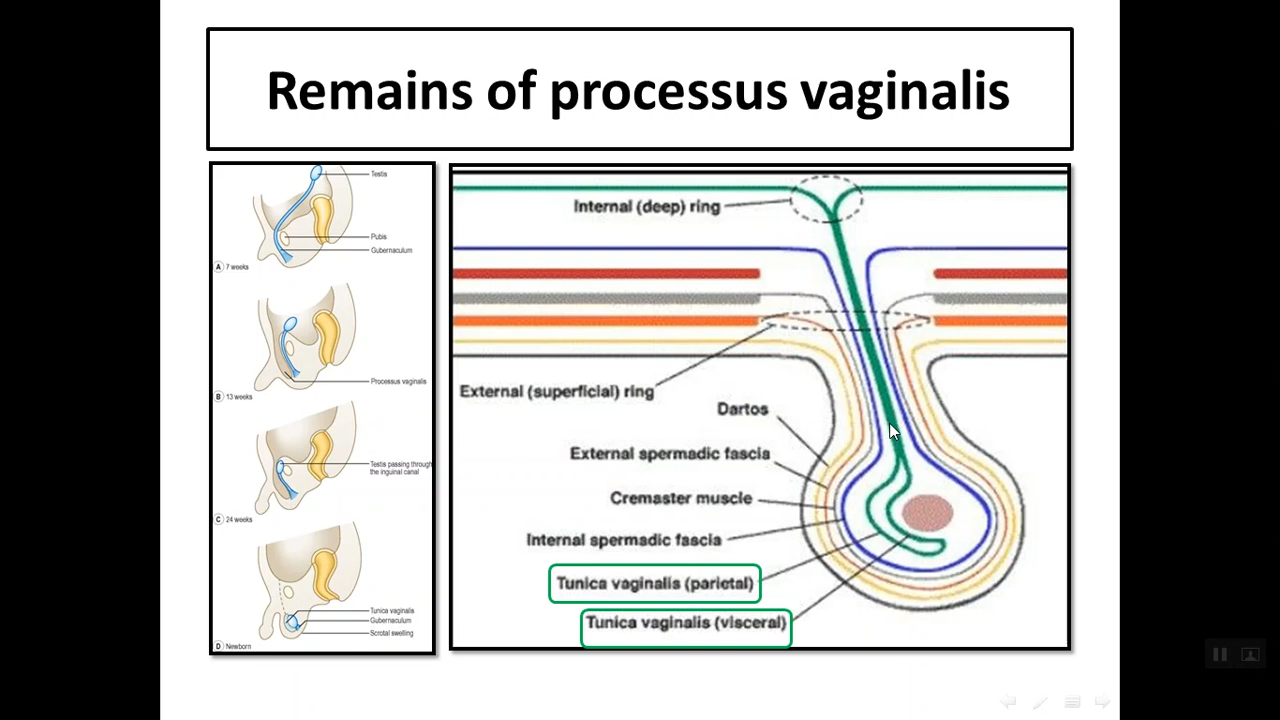 Remains of processus vaginalis
Testis
Pubis
Gubernaculum
A 7 weeks
Processus vaginalis
B 13 weeks
Testis passing through
the inguinal canal
C 24 weeks
Tunica vaginalis
Gubernaculum
Scrotal swelling
D Newborn
Internal (deep) ring
External (superficial) ring
Dartos
External spermadic fascia
Cremaster muscle
Internal spermadic fascia
Tunica vaginalis (parietal)
Tunica vaginalis (visceral)